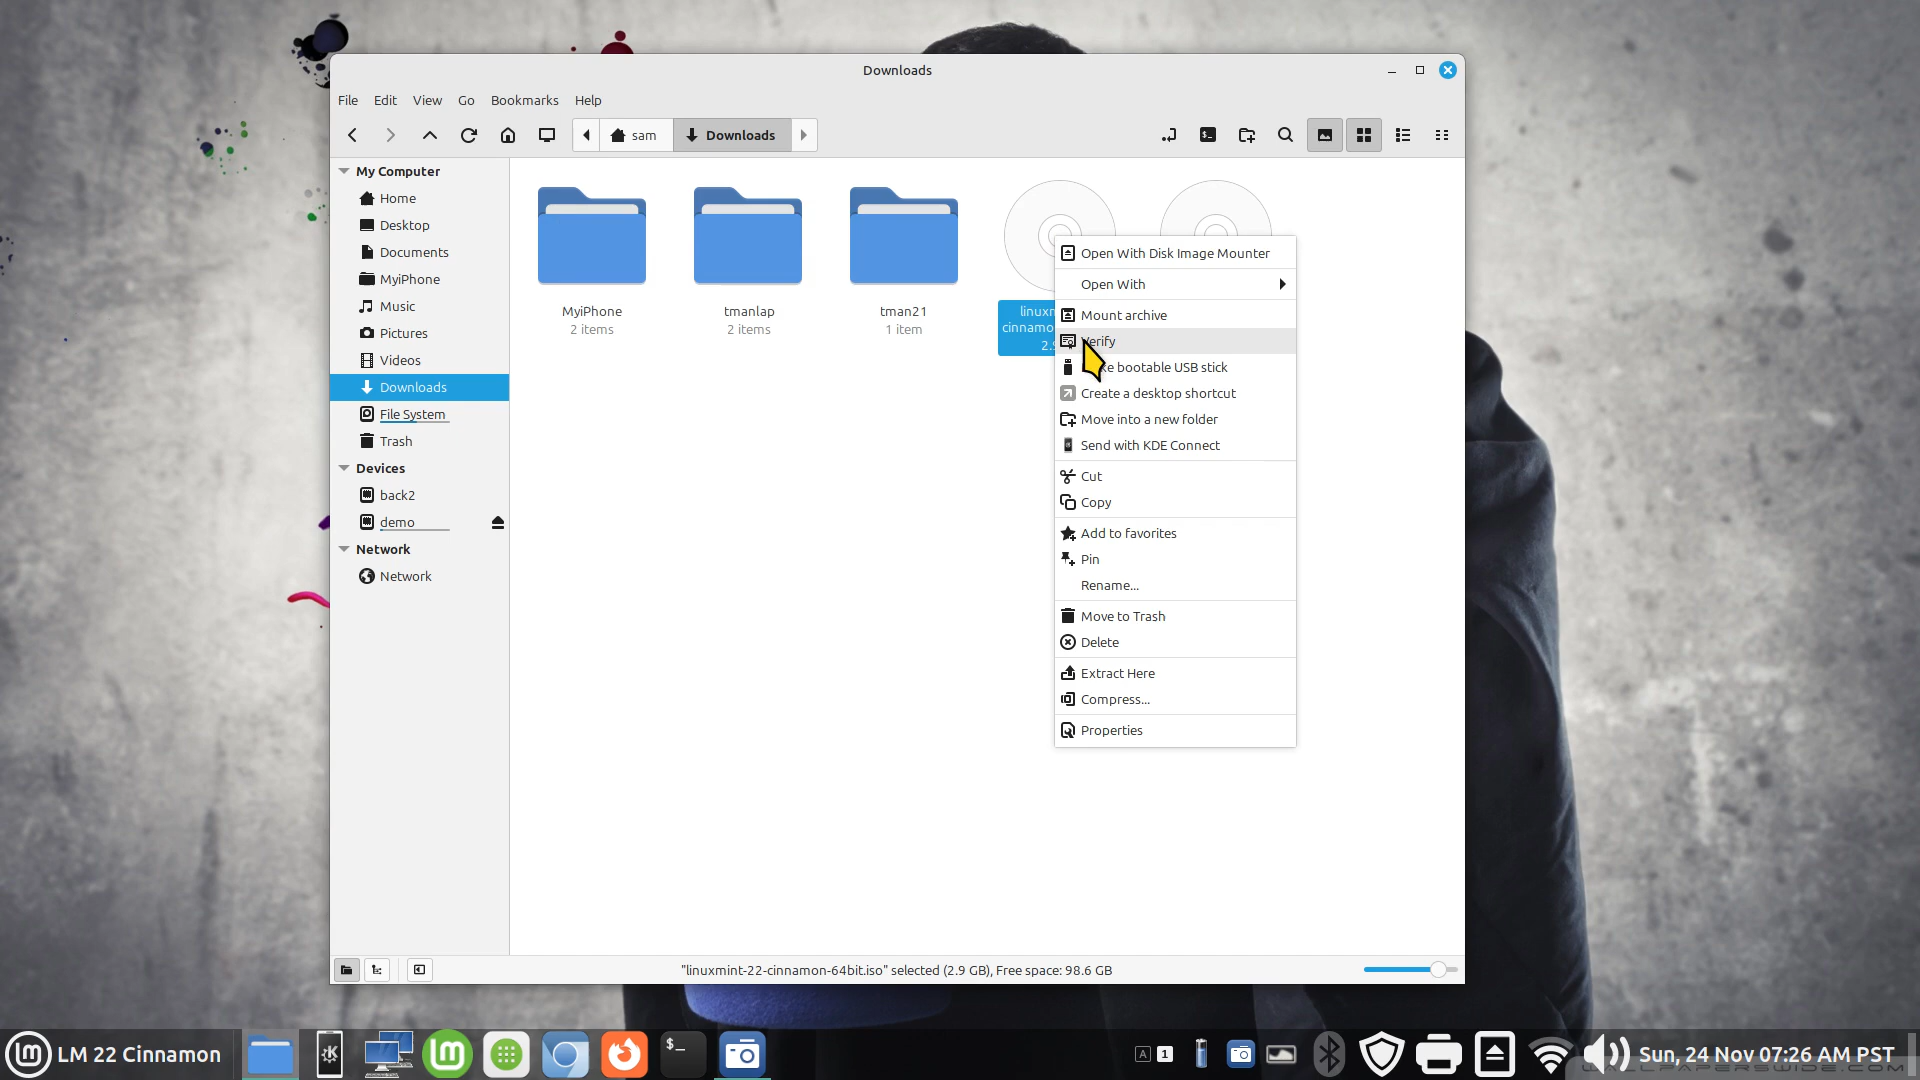 Downloads
File Edit View Go Bookmarks Help
sam Downloads
My Computer
Home
Desktop
Documents
MyiPhone
Music
Pictures
Videos
Downloads
File System
Trash
Devices
back2
demo
Network
Network
MyiPhone
2 items
tmanlap
2 items
tman21
1 item
Open With Disk Image Mounter
Open With
Mount archive
Verify
bootable USB stick
Create a desktop shortcut
Move into a new folder
Send with KDE Connect
Cut
Copy
Add to favorites
Pin
Rename...
Move to Trash
Delete
Extract Here
Compress...
Properties
"linuxmint-22-cinnamon-64bit.iso" selected (2.9 GB), Free space: 98.6 GB
LM 22 Cinnamon
$_
A 1
Sun, 24 Nov 07:26 AM PST
WALLPAPERSWIDE.COM